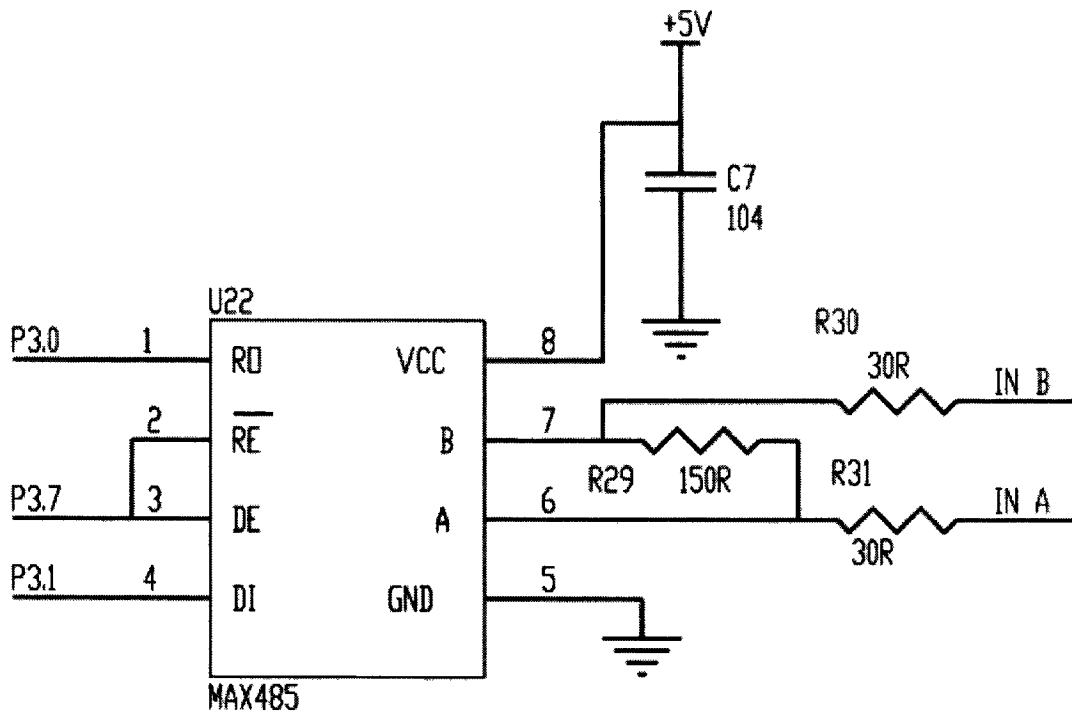 +5V
C7
104
U22
R30
P3.0 1 RO VCC 8
30R
IN B
2 RE B 7
R29 150R R31
P3.7 3 DE A 6
IN A
30R
P3.1 4 DI GND 5
MAX485